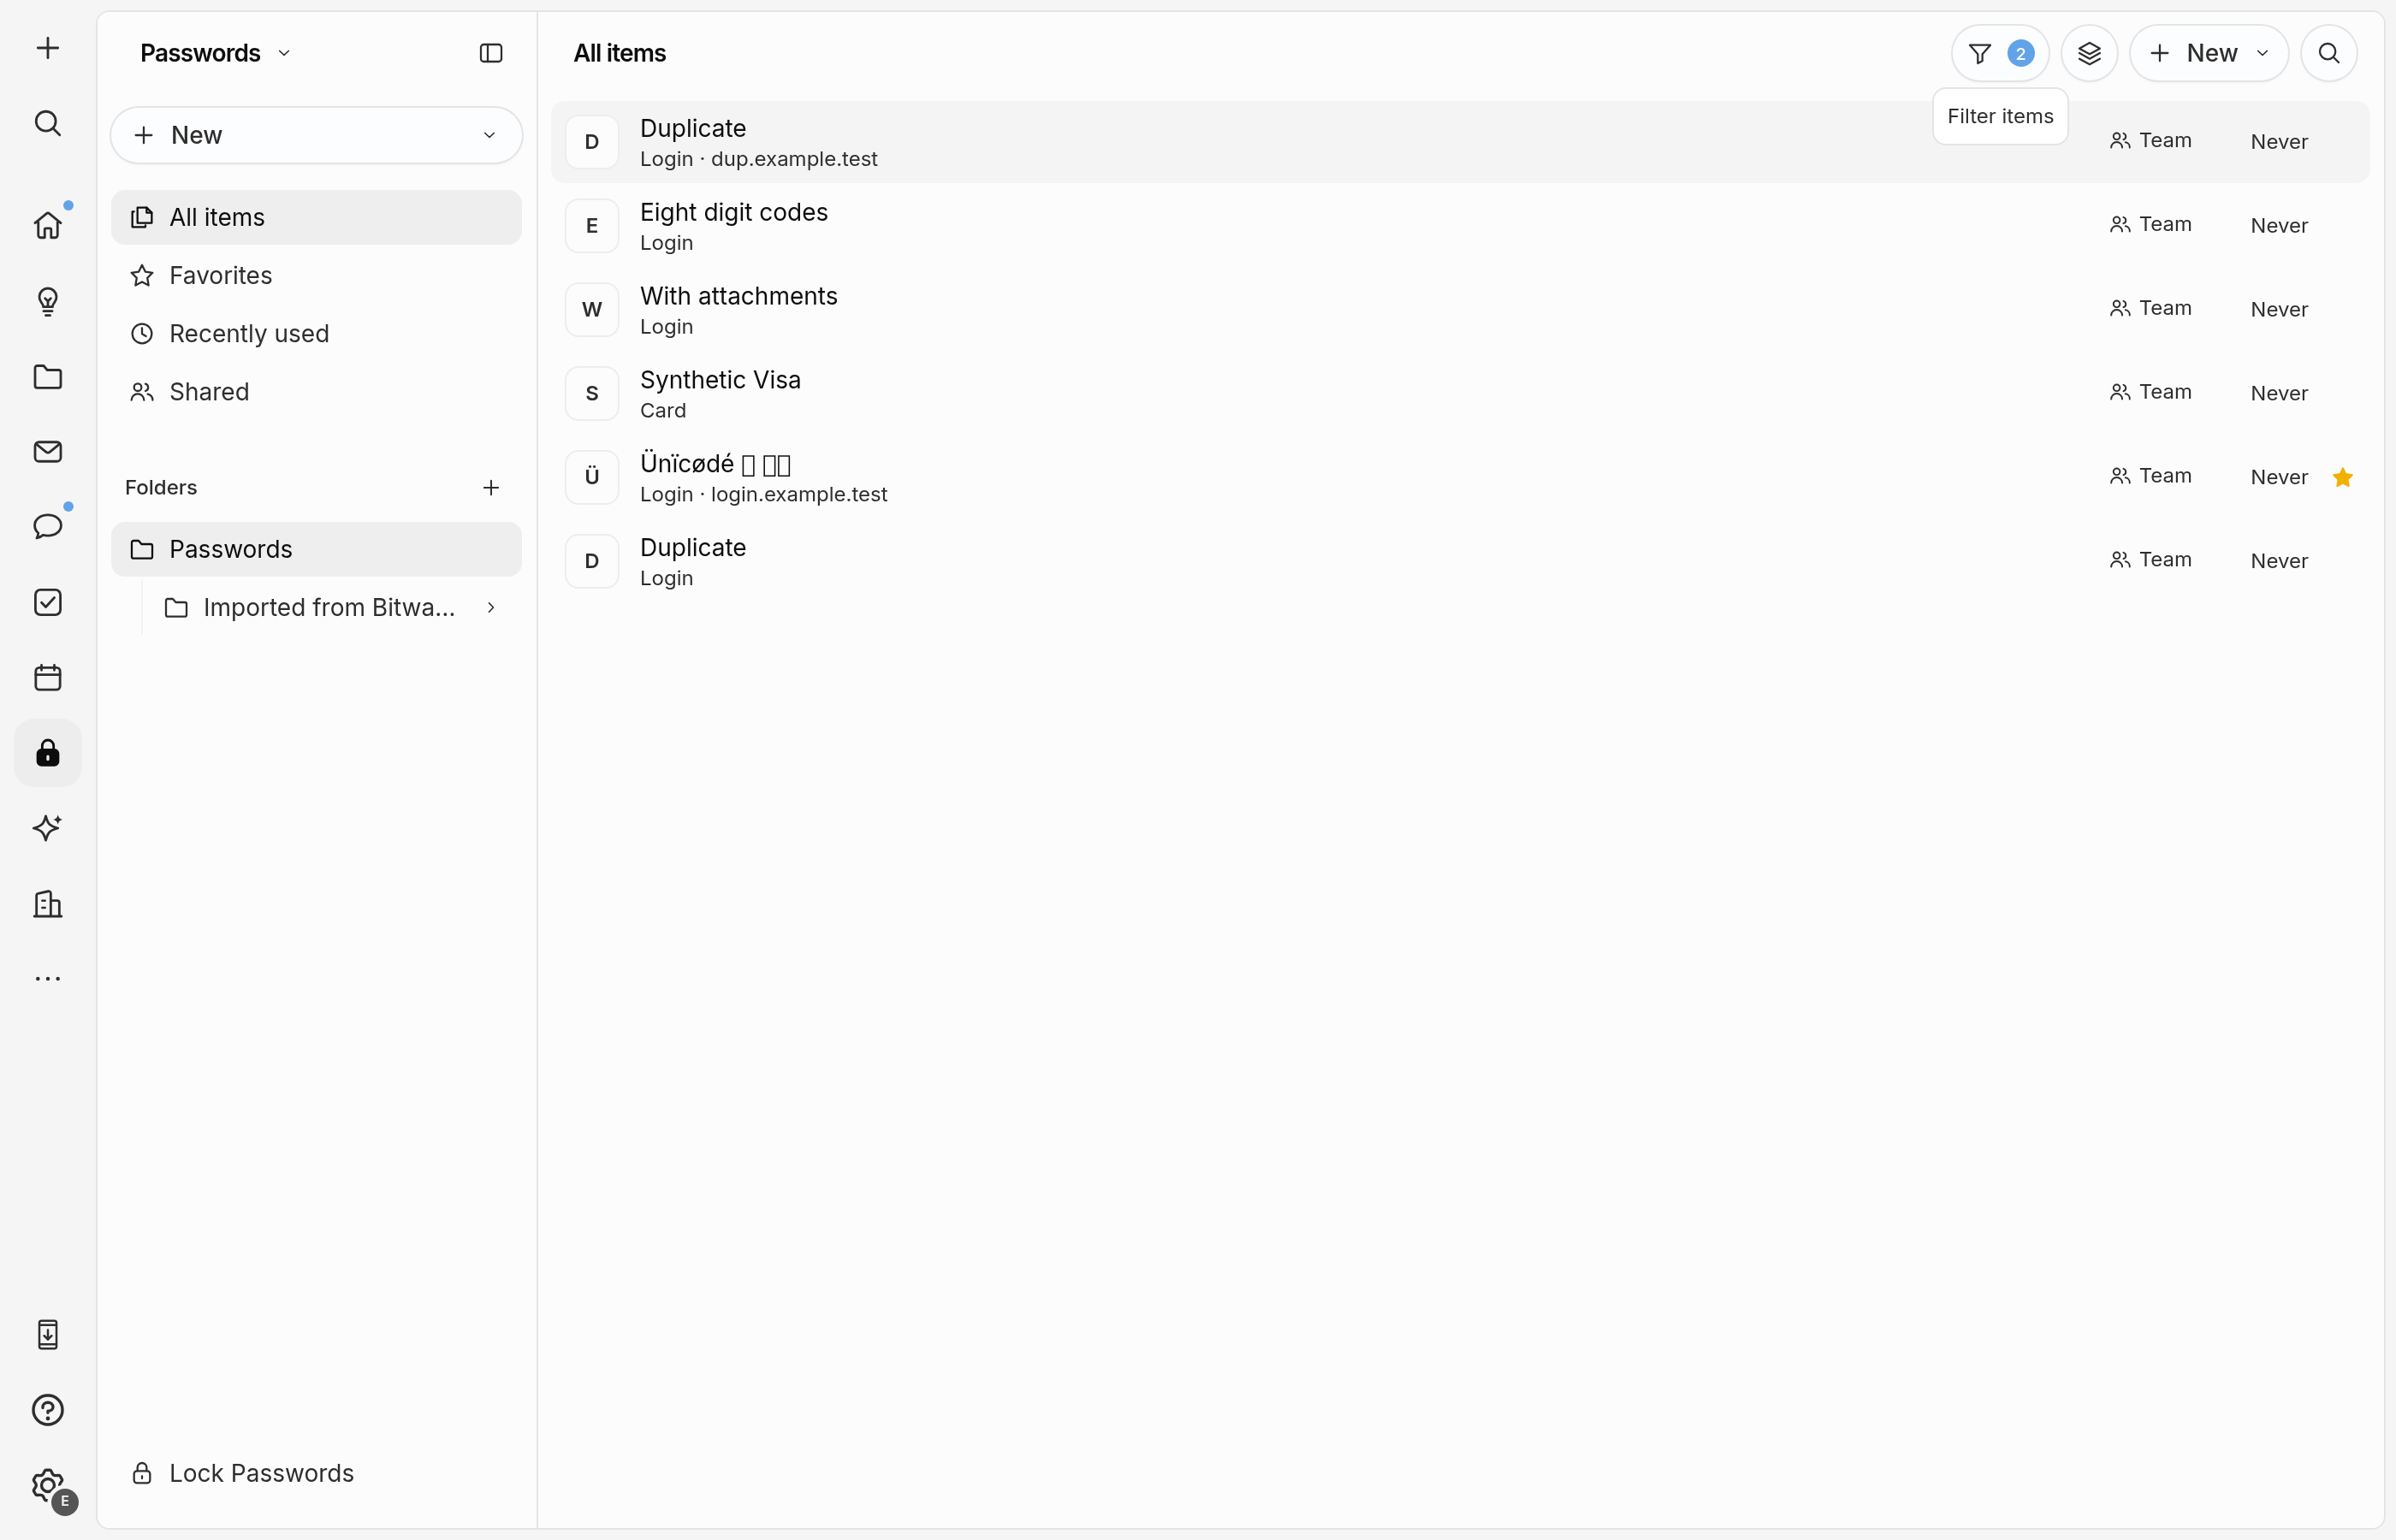 Passwords
New
All items
Favorites
Recently used
Shared
Folders
Passwords
Imported from Bitwa...
Lock Passwords
E
All items
2
New
Filter items
D
Duplicate
Login · dup.example.test
Team
Never
E
Eight digit codes
Login
Team
Never
W
With attachments
Login
Team
Never
S
Synthetic Visa
Card
Team
Never
Ü
Ünïcødé
Login · login.example.test
Team
Never
D
Duplicate
Login
Team
Never